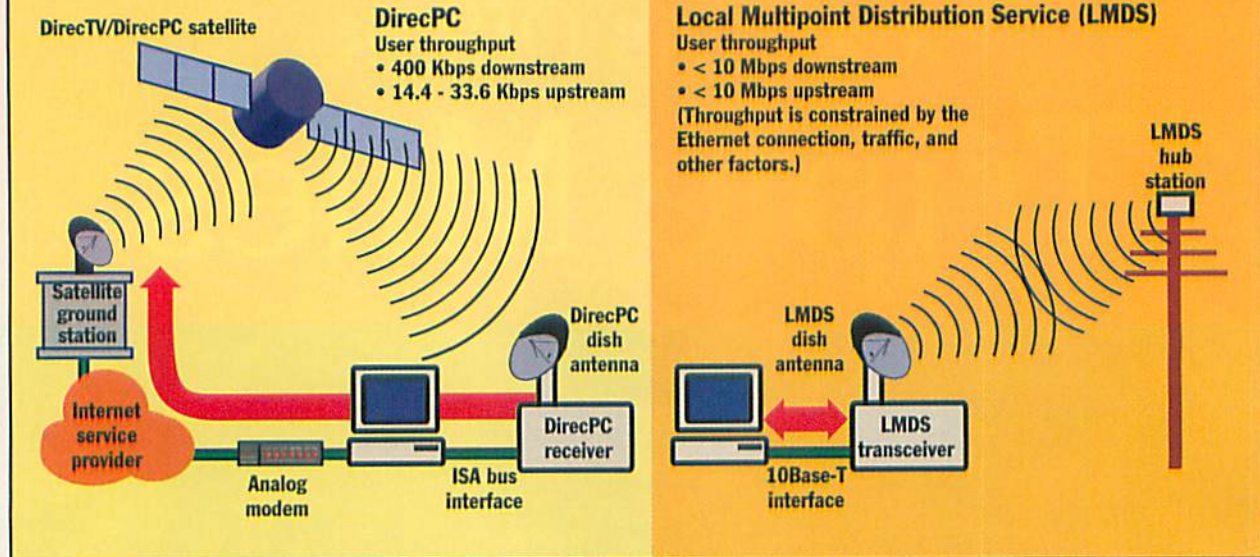 DirecTV/DirecPC satellite
DirecPC
User throughput
• 400 Kbps downstream
• 14.4 - 33.6 Kbps upstream
Satellite
ground
station
Internet
service
provider
Analog
modem
ISA bus
interface
DirecPC
dish
antenna
DirecPC
receiver
Local Multipoint Distribution Service (LMDS)
User throughput
• < 10 Mbps downstream
• < 10 Mbps upstream
(Throughput is constrained by the
Ethernet connection, traffic, and
other factors.)
LMDS
hub
station
LMDS
dish
antenna
LMDS
transceiver
10Base-T
interface